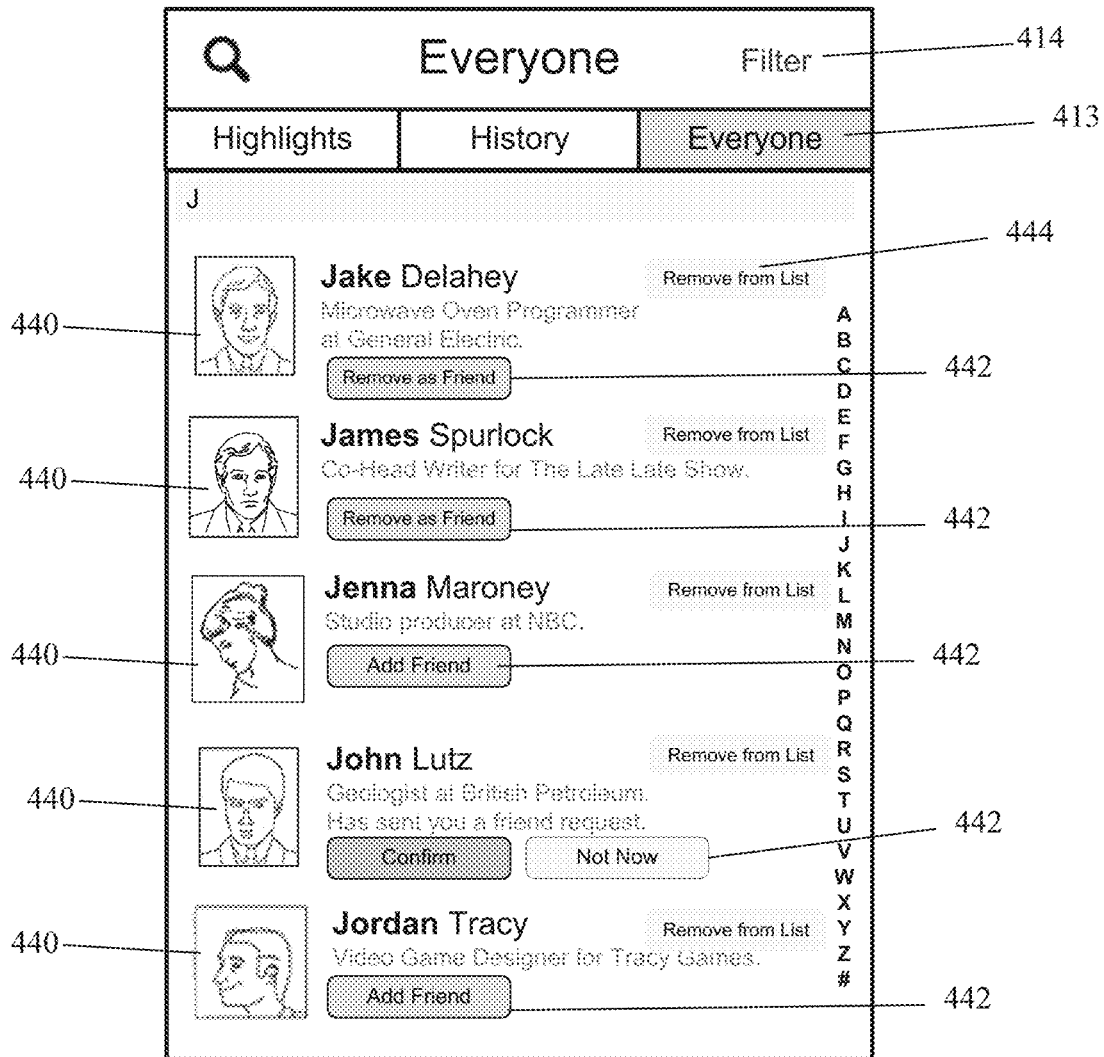 Everyone
Filter
414
Highlights
History
Everyone
413
J
444
Jake Delahey
Remove from List
Microwave Oven Programmer
at General Electric.
440
Remove as Friend
442
James Spurlock
Remove from List
Co-Head Writer for The Late Late Show.
440
Remove as Friend
442
Jenna Maroney
Remove from List
Studio producer at NBC.
440
Add Friend
442
John Lutz
Remove from List
Geologist at British Petroleum.
Has sent you a friend request.
440
Confirm
Not Now
442
Jordan Tracy
Remove from List
Video Game Designer for Tracy Games.
440
Add Friend
442
A
B
C
D
E
F
G
H
I
J
K
L
M
N
O
P
Q
R
S
T
U
V
W
X
Y
Z
#